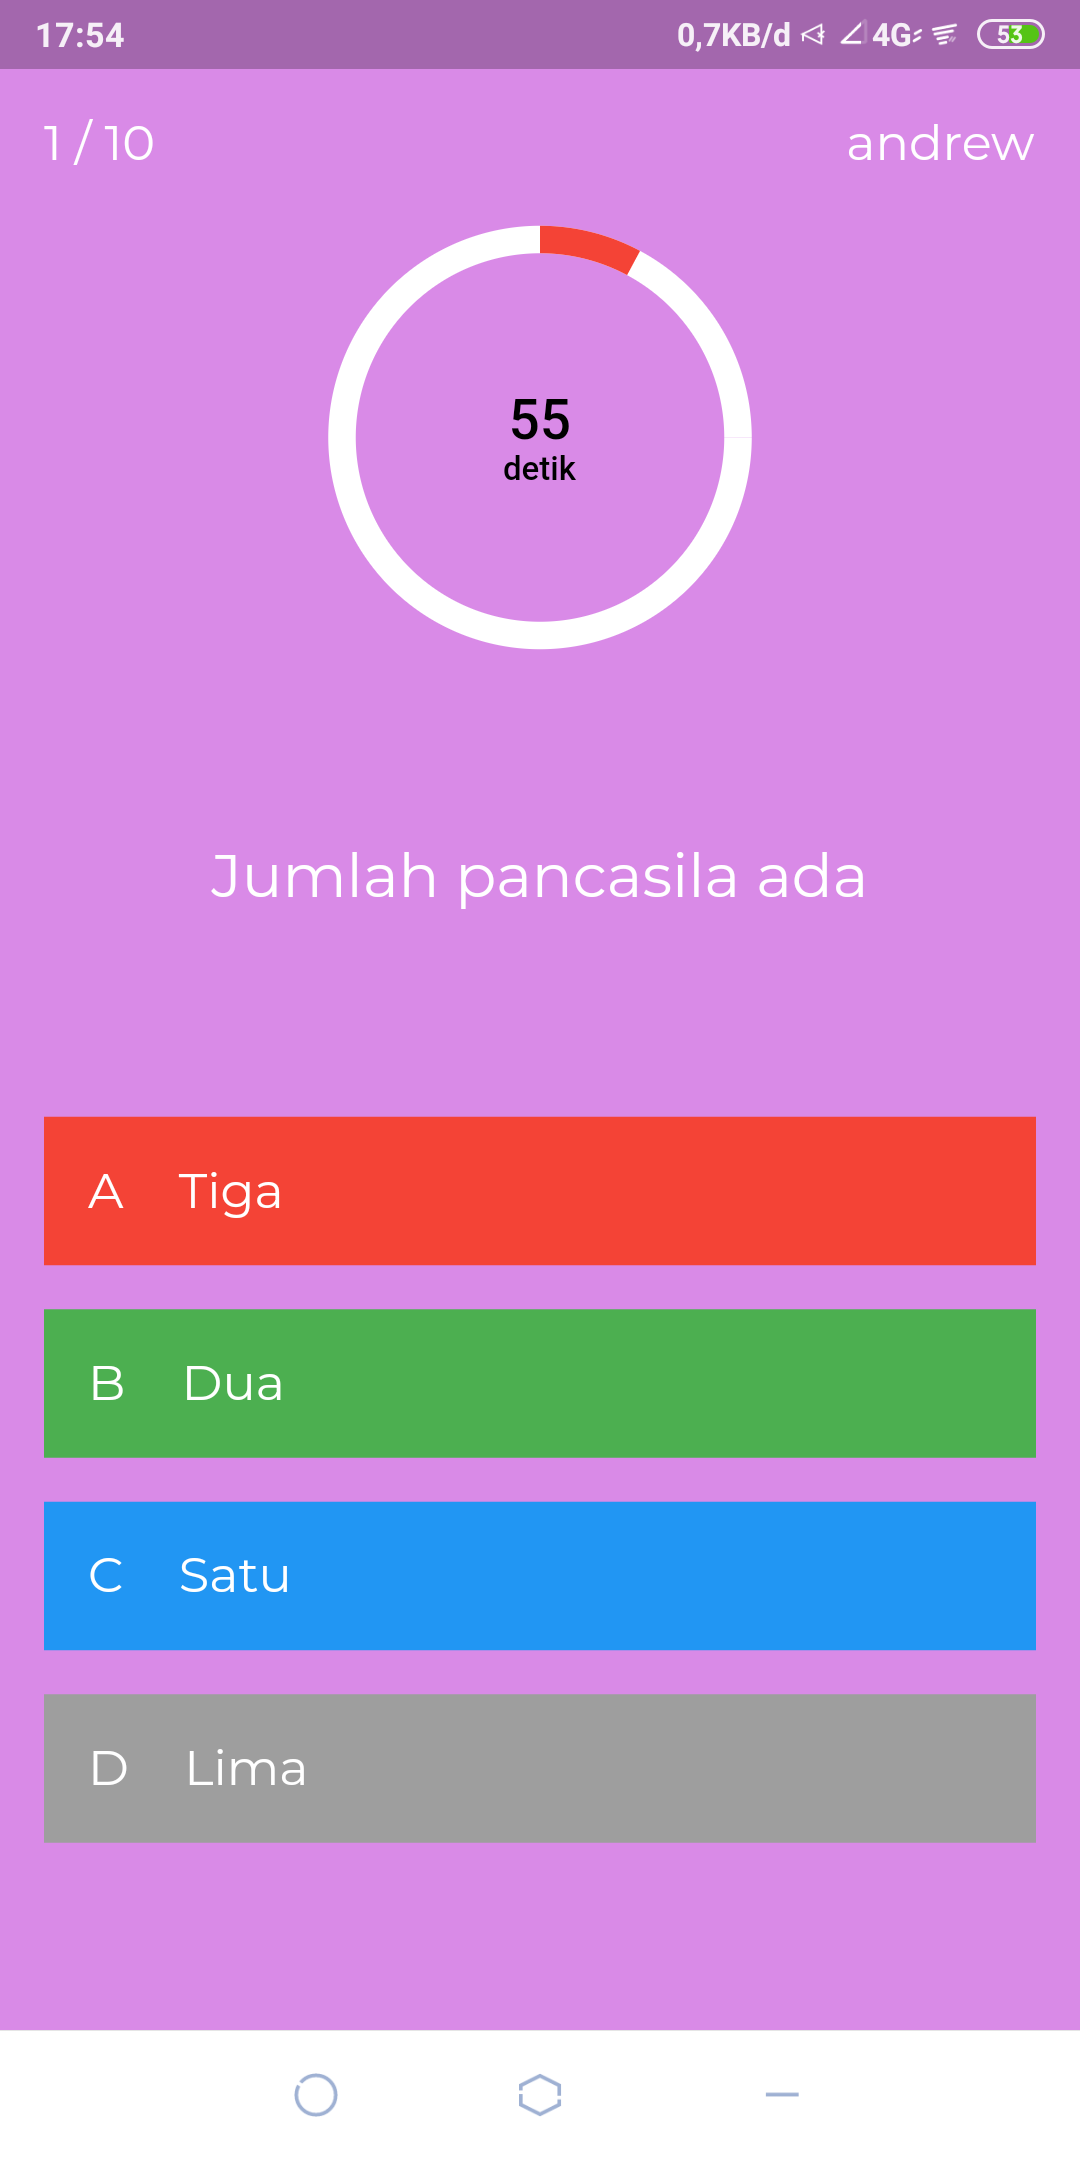 17:54 0,7KB/d 4G 53
1 / 10 andrew
55
detik
Jumlah pancasila ada
A Tiga
B Dua
C Satu
D Lima